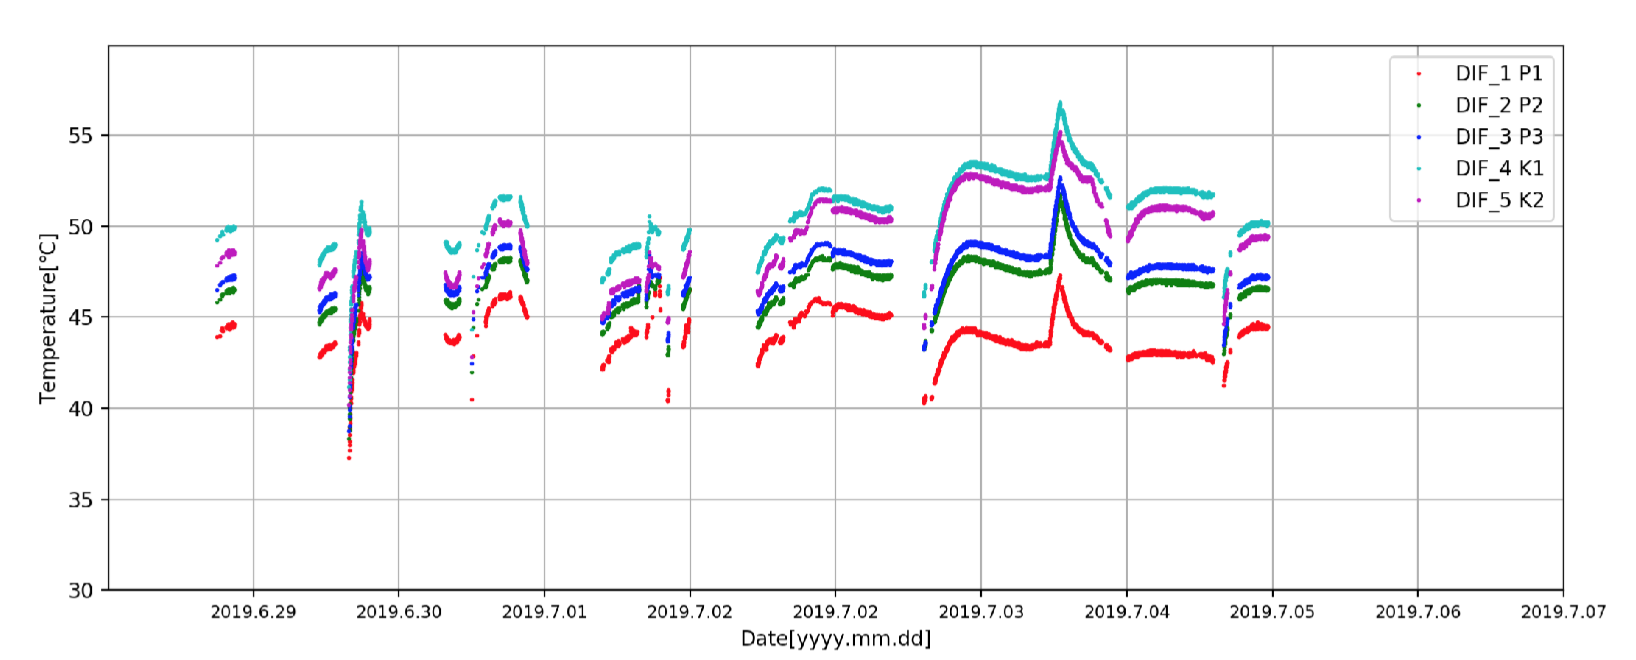 DIF_1 P1
DIF_2 P2
DIF_3 P3
DIF_4 K1
DIF_5 K2
Temperature[°C]
55
50
45
40
35
30
2019.6.29 2019.6.30 2019.7.01 2019.7.02 2019.7.02 2019.7.03 2019.7.04 2019.7.05 2019.7.06 2019.7.07
Date[yyyy.mm.dd]